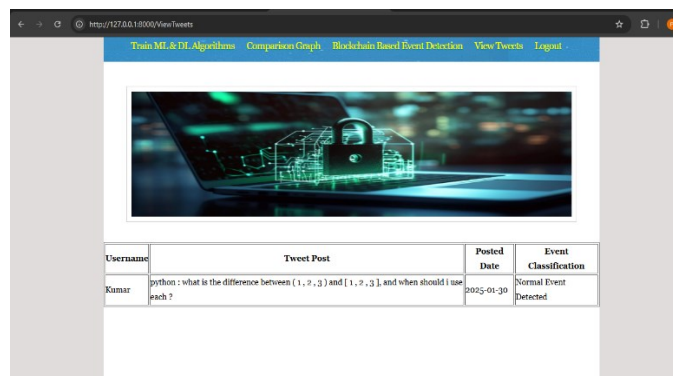 http://127.0.0.1:8000/ViewTweets
Train ML & DL Algorithms Comparison Graph Blockchain Based Event Detection View Tweets Logout
Username Tweet Post Posted Date Event Classification
Kumar python : what is the difference between ( 1 , 2 , 3 ) and [ 1 , 2 , 3 ], and when should i use each ? 2025-01-30 Normal Event Detected